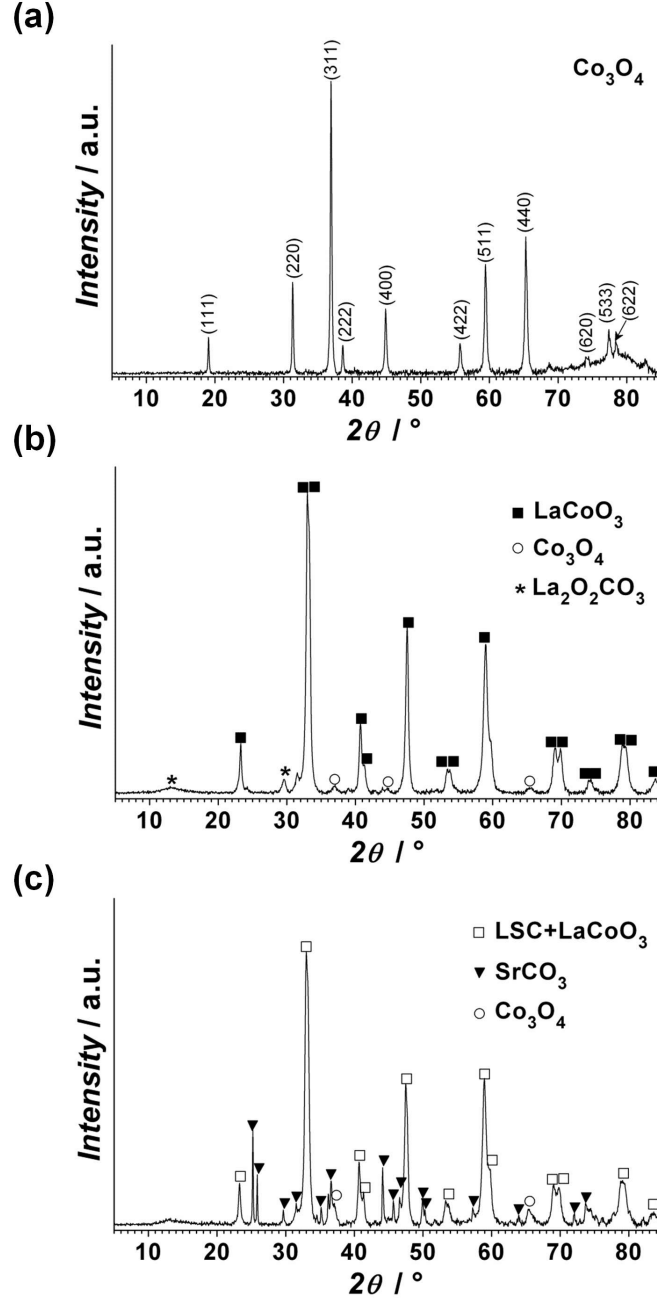 (a)
Co₃O₄
Intensity / a.u.
(111)
(220)
(311)
(222)
(400)
(422)
(511)
(440)
(620)
(533)
(622)
10 20 30 40 50 60 70 80
2θ / °
(b)
■ LaCoO₃
○ Co₃O₄
* La₂O₂CO₃
Intensity / a.u.
10 20 30 40 50 60 70 80
2θ / °
(c)
□ LSC+LaCoO₃
▼ SrCO₃
○ Co₃O₄
Intensity / a.u.
10 20 30 40 50 60 70 80
2θ / °